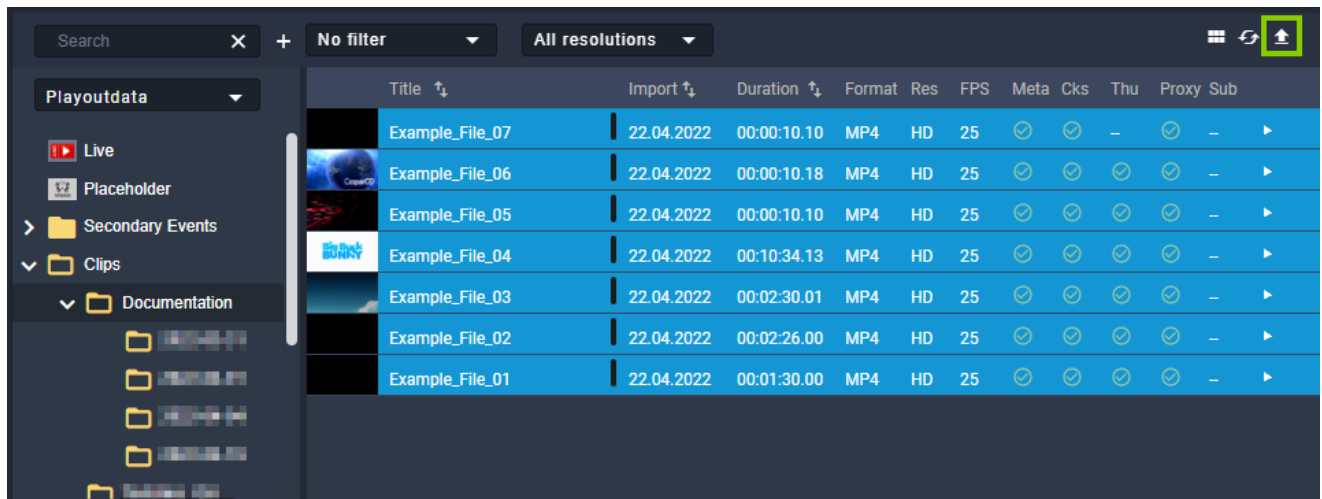 Search
No filter
All resolutions
Playoutdata
Live
Placeholder
Secondary Events
Clips
Documentation
Title Import Duration Format Res FPS Meta Cks Thu Proxy Sub
Example_File_07 22.04.2022 00:00:10.10 MP4 HD 25 –  –
CasparCG
Example_File_06 22.04.2022 00:00:10.18 MP4 HD 25 –
Example_File_05 22.04.2022 00:00:10.10 MP4 HD 25 –
Big Buck
BUNNY
Example_File_04 22.04.2022 00:10:34.13 MP4 HD 25 –
Example_File_03 22.04.2022 00:02:30.01 MP4 HD 25 –
Example_File_02 22.04.2022 00:02:26.00 MP4 HD 25 –
Example_File_01 22.04.2022 00:01:30.00 MP4 HD 25 –